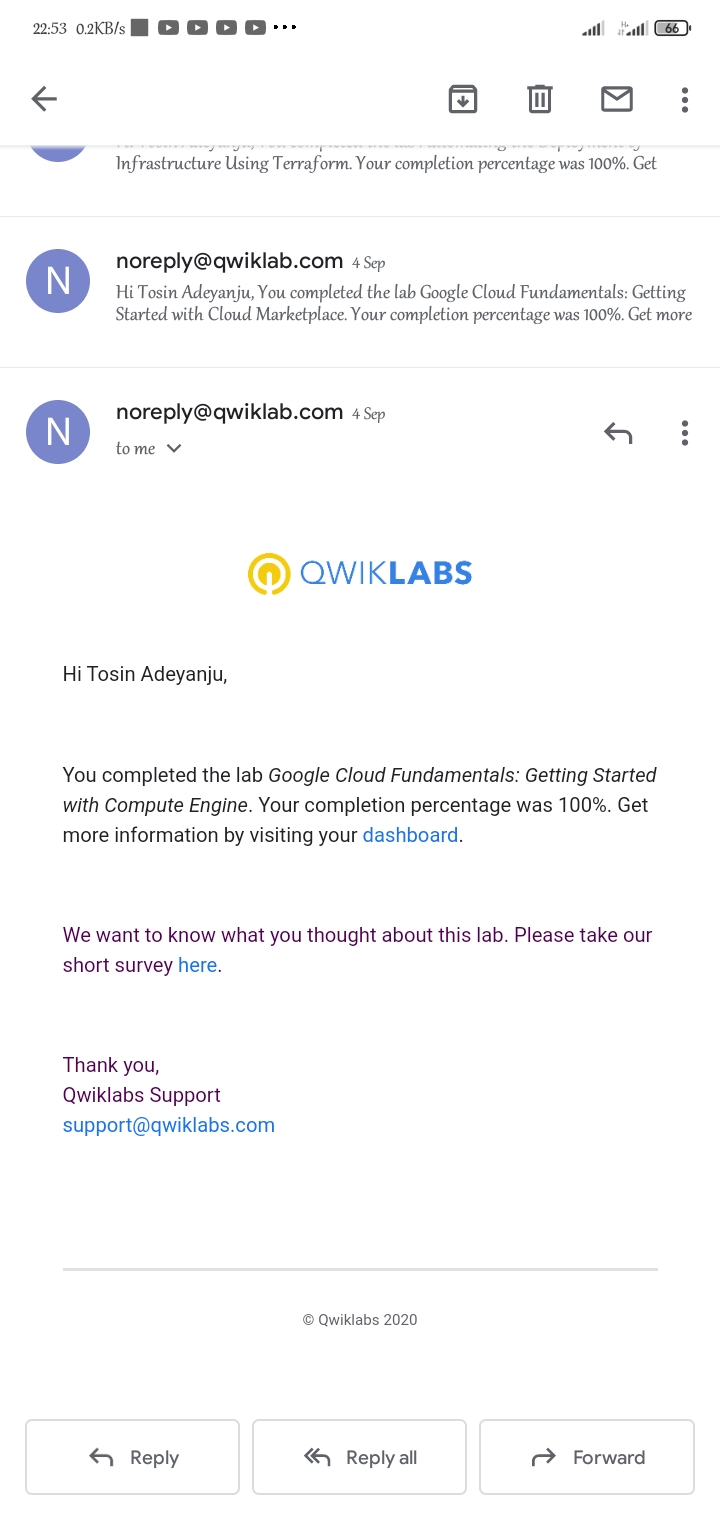 22:53 0.2KB/s
H+
66
Infrastructure Using Terraform. Your completion percentage was 100%. Get
N
noreply@qwiklab.com 4 Sep
Hi Tosin Adeyanju, You completed the lab Google Cloud Fundamentals: Getting
Started with Cloud Marketplace. Your completion percentage was 100%. Get more
N
noreply@qwiklab.com 4 Sep
to me
QWIKLABS
Hi Tosin Adeyanju,
You completed the lab Google Cloud Fundamentals: Getting Started
with Compute Engine. Your completion percentage was 100%. Get
more information by visiting your dashboard.
We want to know what you thought about this lab. Please take our
short survey here.
Thank you,
Qwiklabs Support
support@qwiklabs.com
© Qwiklabs 2020
Reply
Reply all
Forward